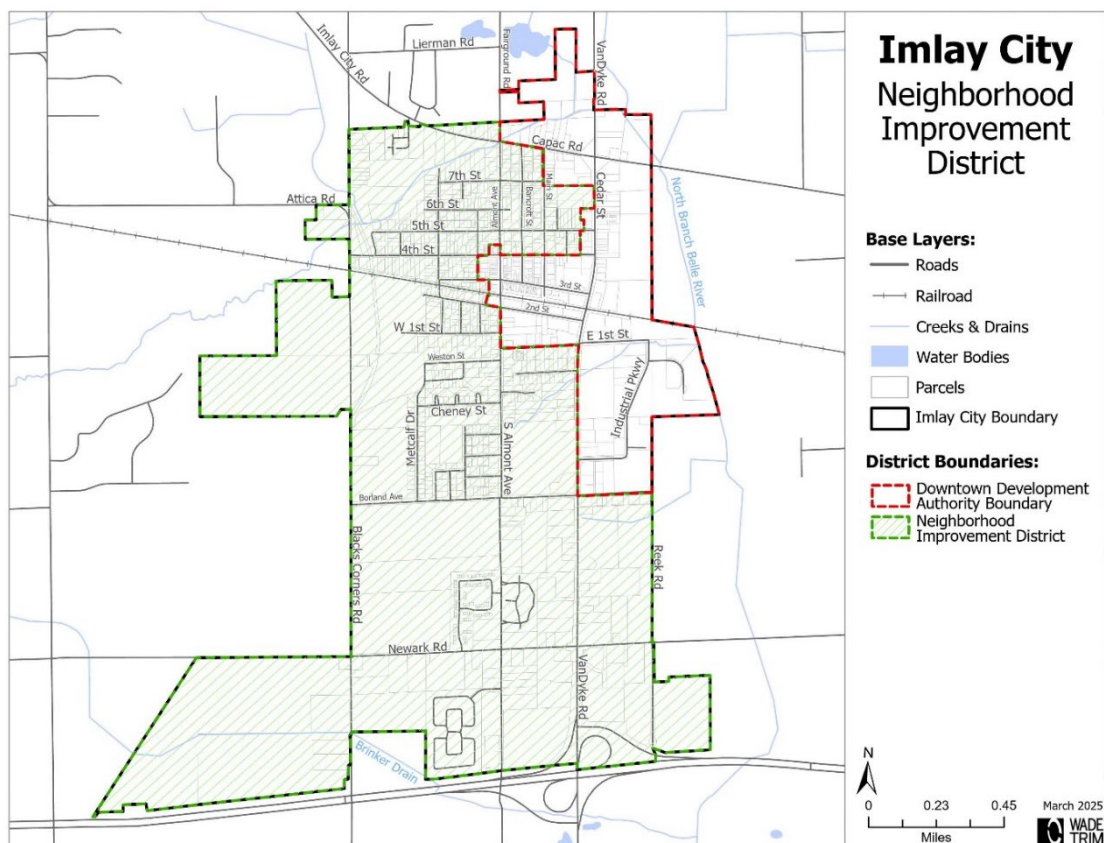 Imlay City
Neighborhood
Improvement
District
Base Layers:
Roads
Railroad
Creeks & Drains
Water Bodies
Parcels
Imlay City Boundary
District Boundaries:
Downtown Development
Authority Boundary
Neighborhood
Improvement District
N
0 0.23 0.45
Miles
March 2025
WADE
TRIM
Imlay City Rd
Lierman Rd
Fairground Rd
VanDyke Rd
Capac Rd
7th St
Almont Ave
Bancroft St
Main St
Cedar St
North Branch Belle River
Attica Rd
6th St
5th St
4th St
3rd St
2nd St
W 1st St
E 1st St
Weston St
Industrial Pkwy
Cheney St
Metcalf Dr
S Almont Ave
Borland Ave
Blacks Corners Rd
Reek Rd
Newark Rd
VanDyke Rd
Brinker Drain